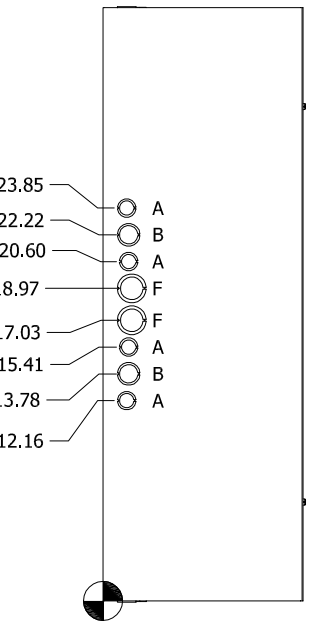 23.85 A
22.22 B
20.60 A
18.97 F
17.03 F
15.41 A
13.78 B
12.16 A